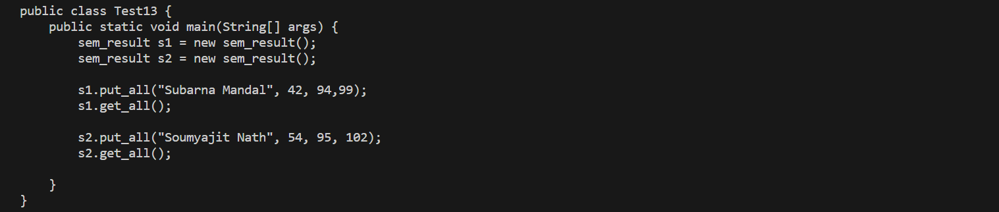 public class Test13 {
    public static void main(String[] args) {
        sem_result s1 = new sem_result();
        sem_result s2 = new sem_result();

        s1.put_all("Subarna Mandal", 42, 94,99);
        s1.get_all();

        s2.put_all("Soumyajit Nath", 54, 95, 102);
        s2.get_all();

    }
}